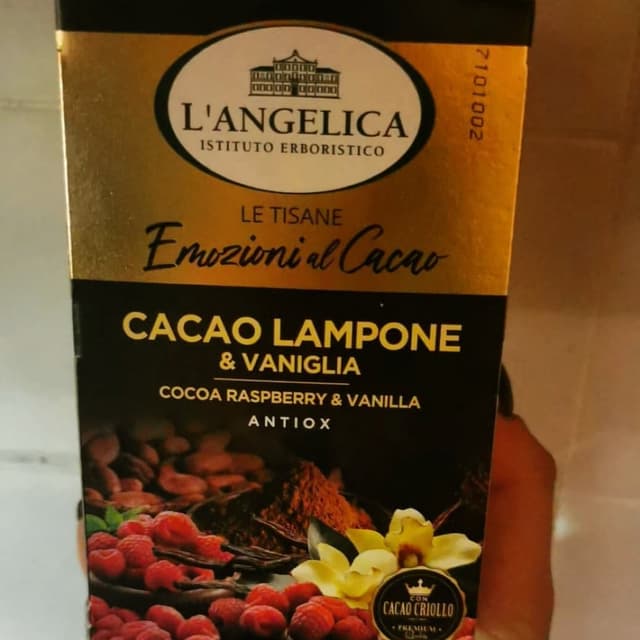 L'ANGELICA
ISTITUTO ERBORISTICO
7101002
LE TISANE
Emozioni al Cacao
CACAO LAMPONE
& VANIGLIA
COCOA RASPBERRY & VANILLA
ANTIOX
CON
CACAO CRIOLLO
PREMIUM